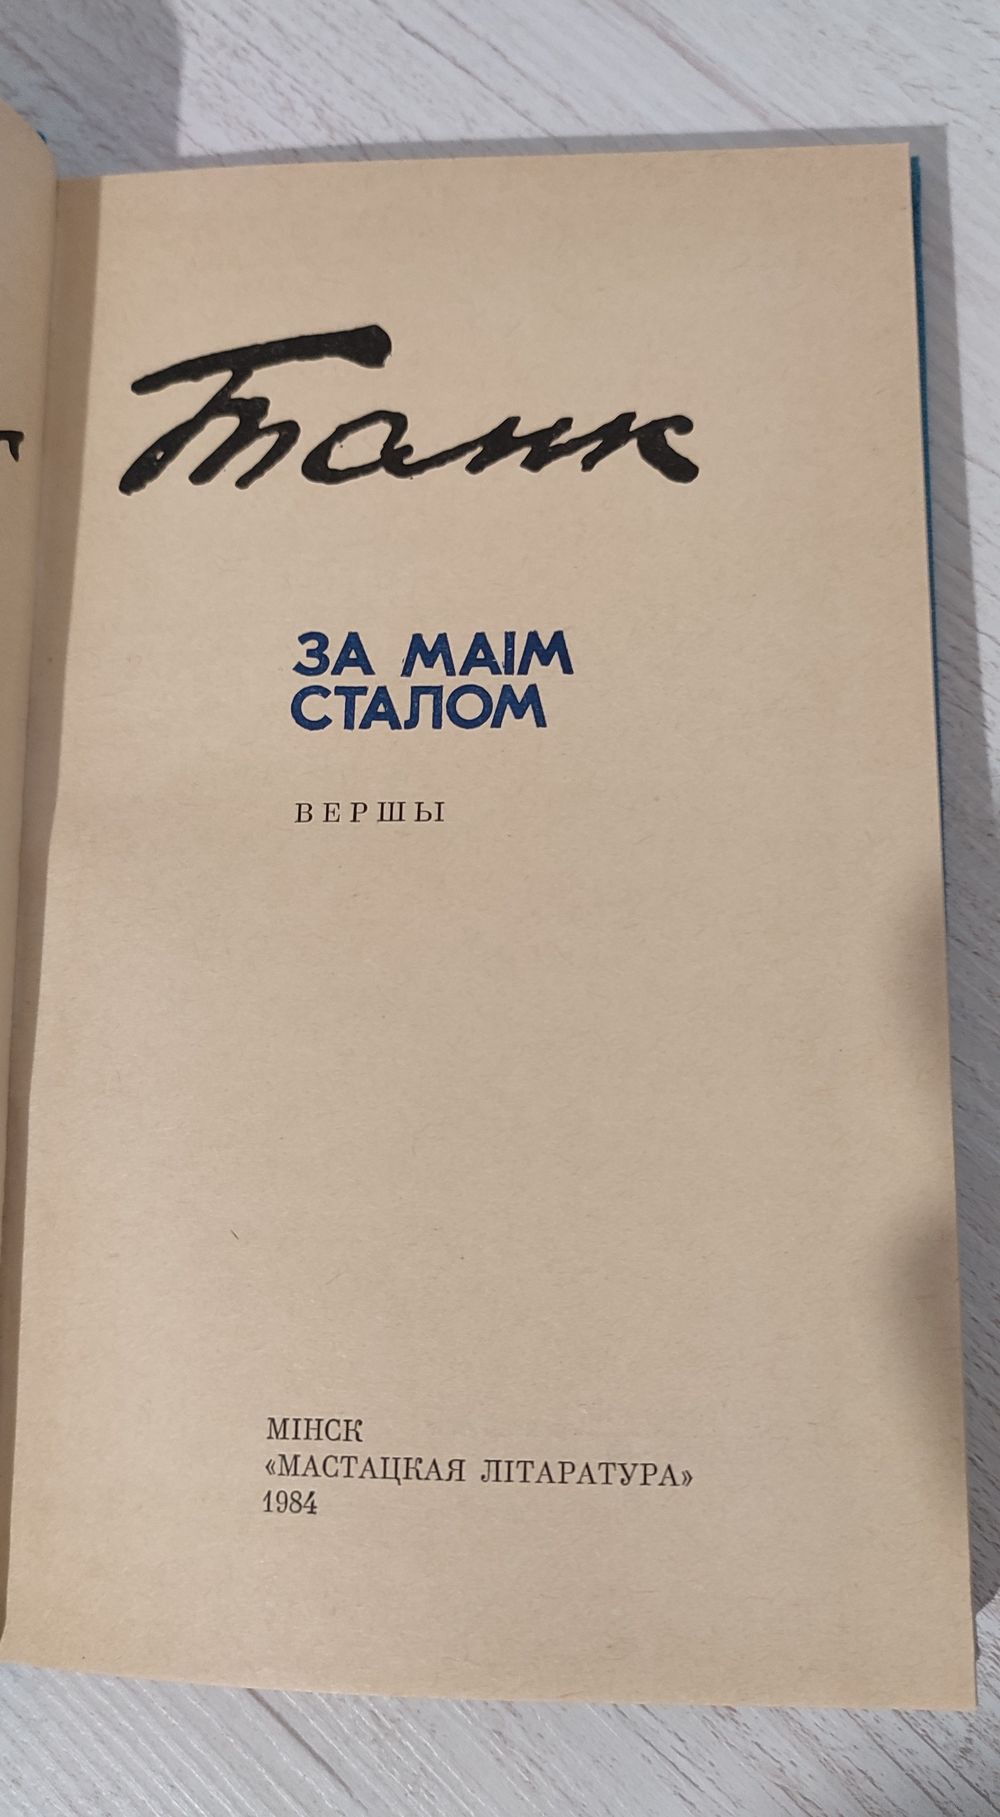 Танк
ЗА МАІМ
СТАЛОМ
ВЕРШЫ
МІНСК
«МАСТАЦКАЯ ЛІТАРАТУРА»
1984